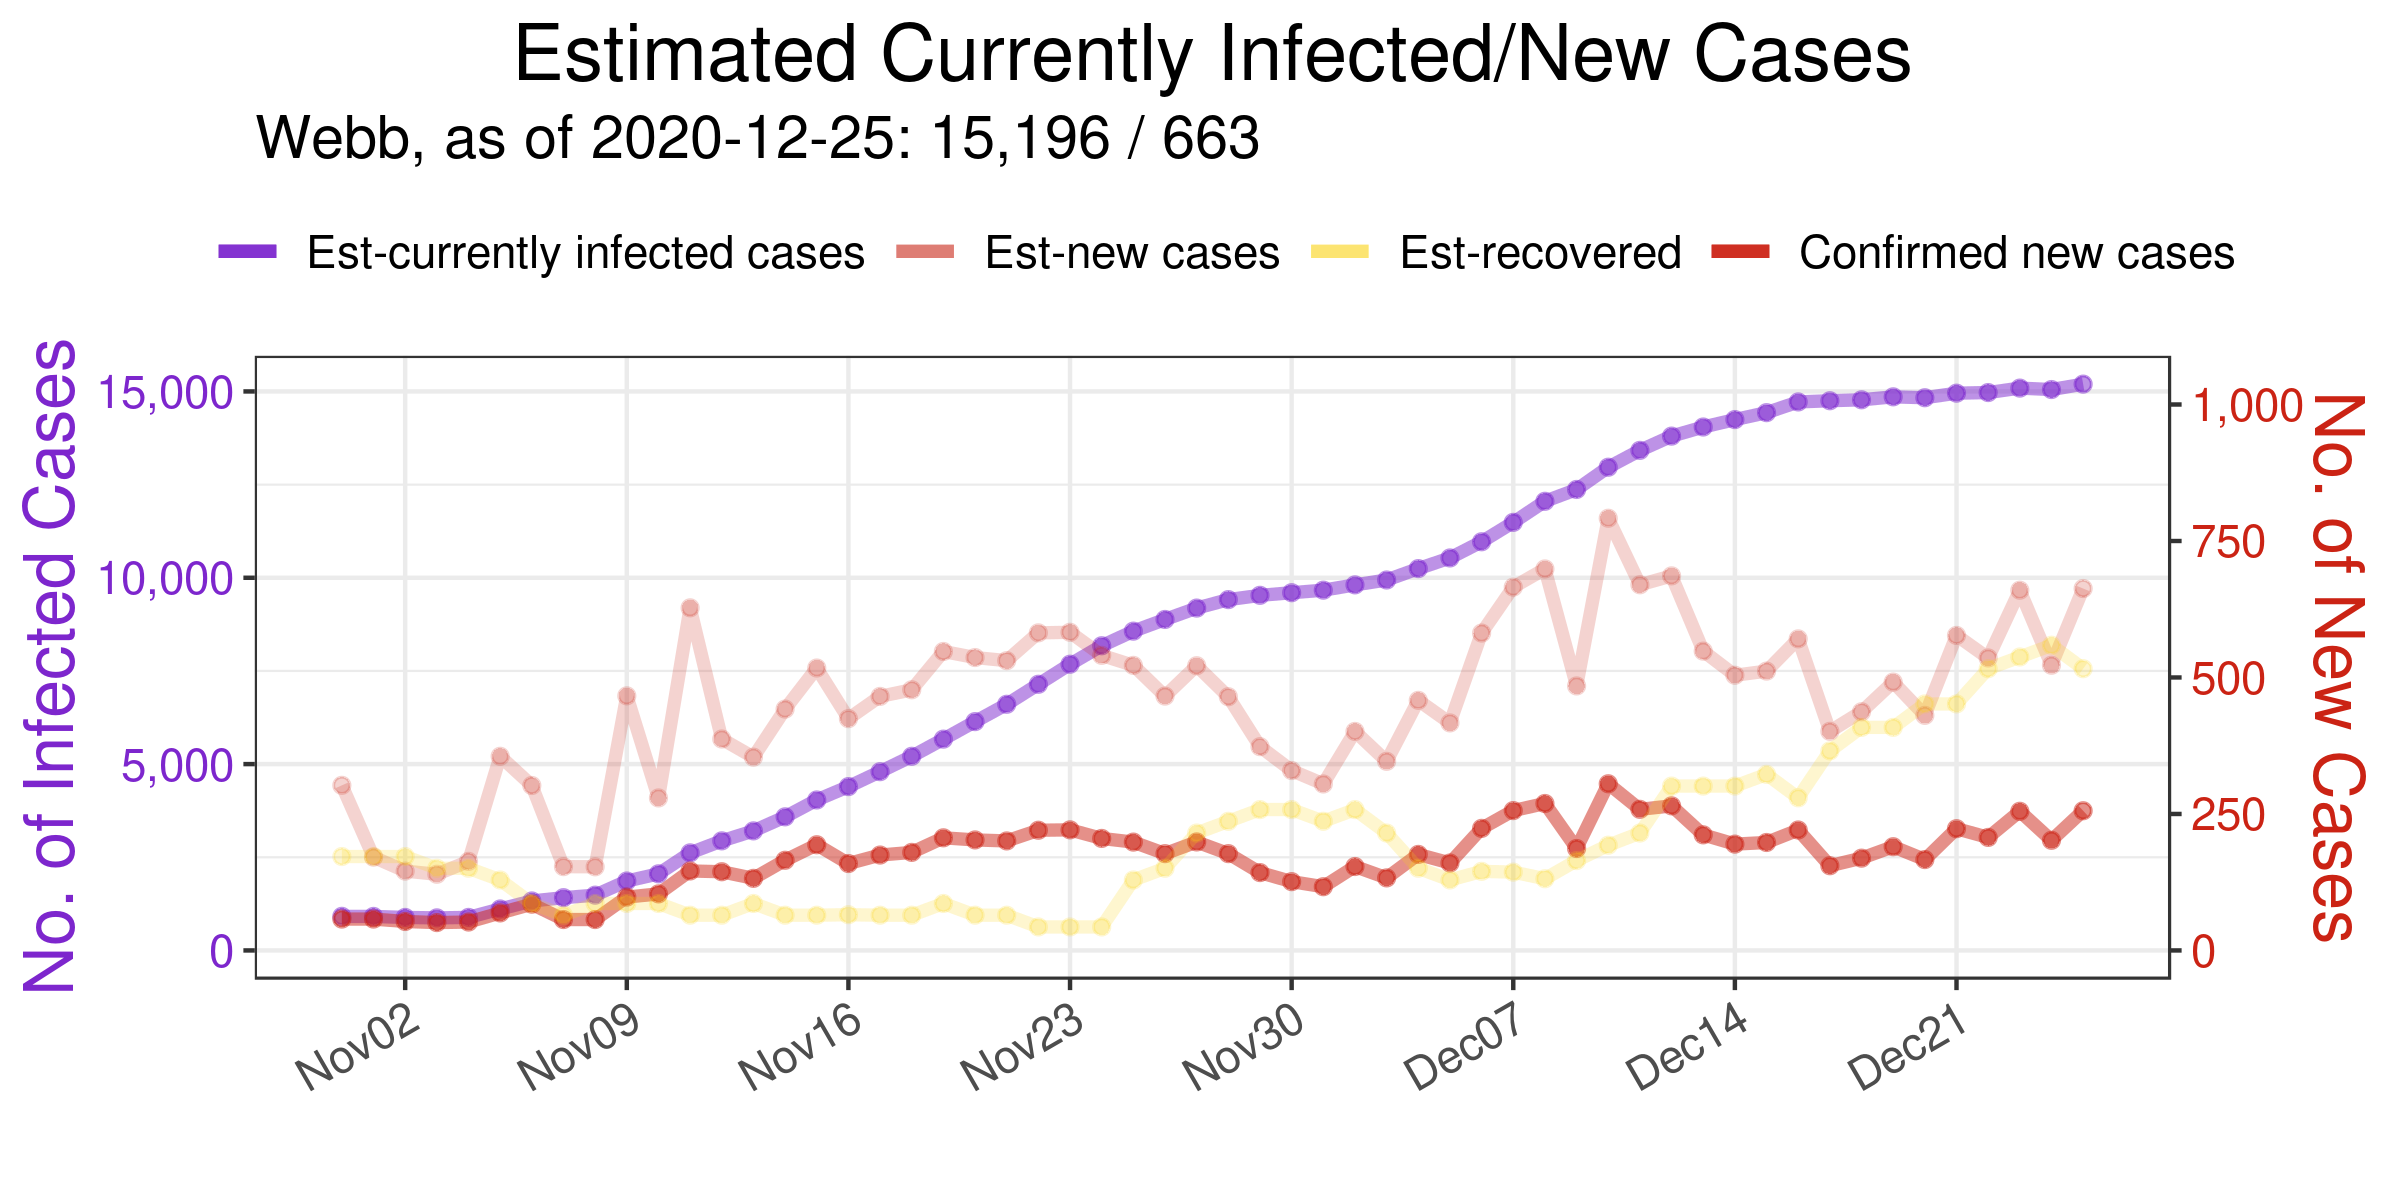 Estimated Currently Infected/New Cases
Webb, as of 2020-12-25: 15,196 / 663
Est-currently infected cases Est-new cases Est-recovered Confirmed new cases
No. of Infected Cases
15,000
10,000
5,000
0
1,000
750
500
250
0
No. of New Cases
Nov02 Nov09 Nov16 Nov23 Nov30 Dec07 Dec14 Dec21